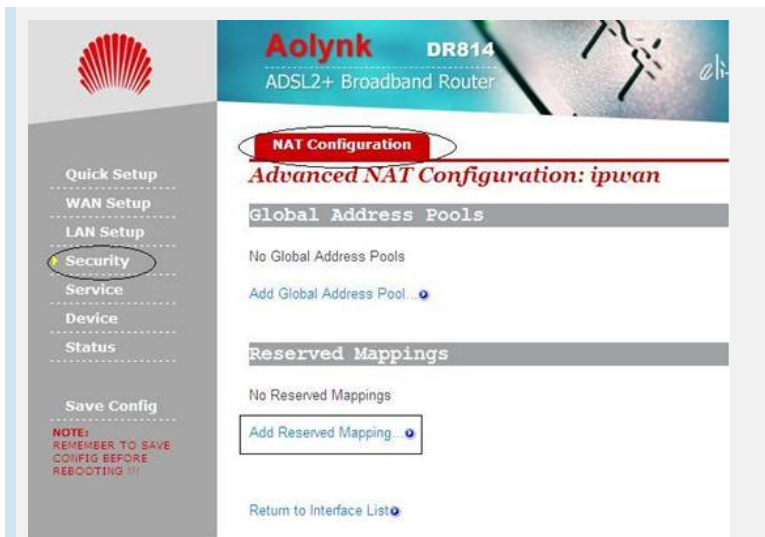 Aolynk DR814
ADSL2+ Broadband Router
NAT Configuration
Advanced NAT Configuration: ipwan
Global Address Pools
No Global Address Pools
Add Global Address Pool...
Reserved Mappings
No Reserved Mappings
Add Reserved Mapping...
Return to Interface List
Quick Setup
WAN Setup
LAN Setup
Security
Service
Device
Status
Save Config
NOTE:
REMEMBER TO SAVE
CONFIG BEFORE
REBOOTING !!!